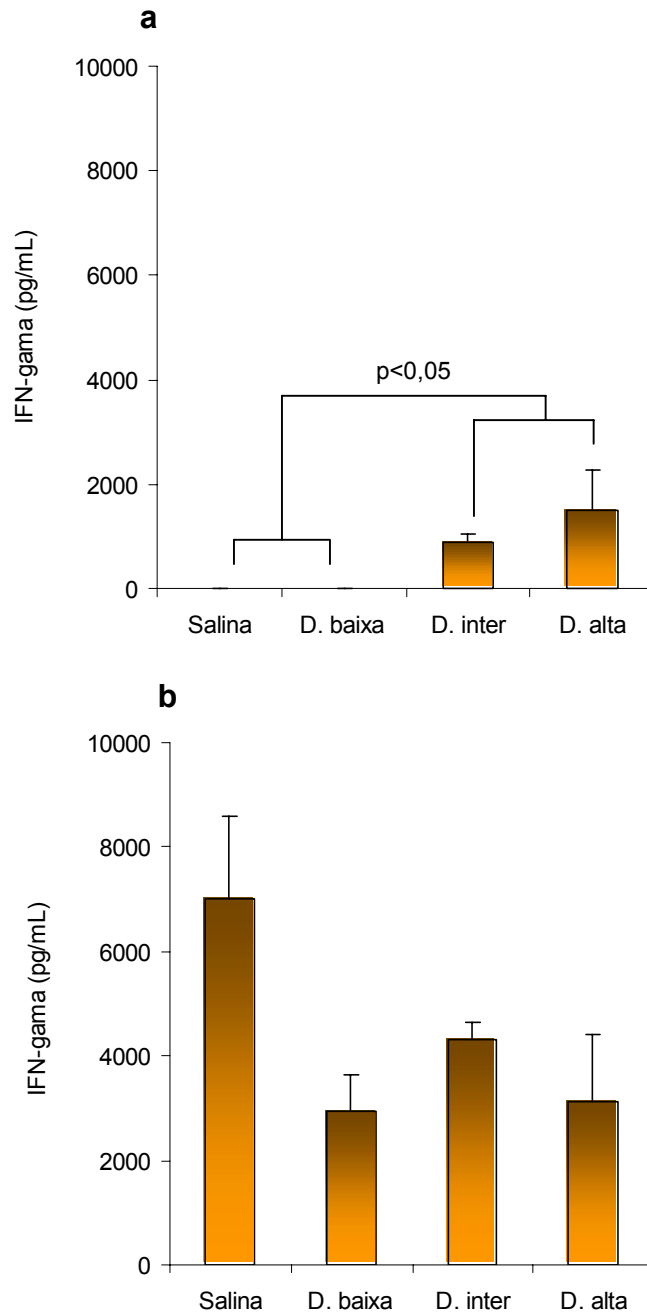 a
10000
8000
6000
4000
2000
0
IFN-gama (pg/mL)
p<0,05
Salina D. baixa D. inter D. alta
b
10000
8000
6000
4000
2000
0
IFN-gama (pg/mL)
Salina D. baixa D. inter D. alta